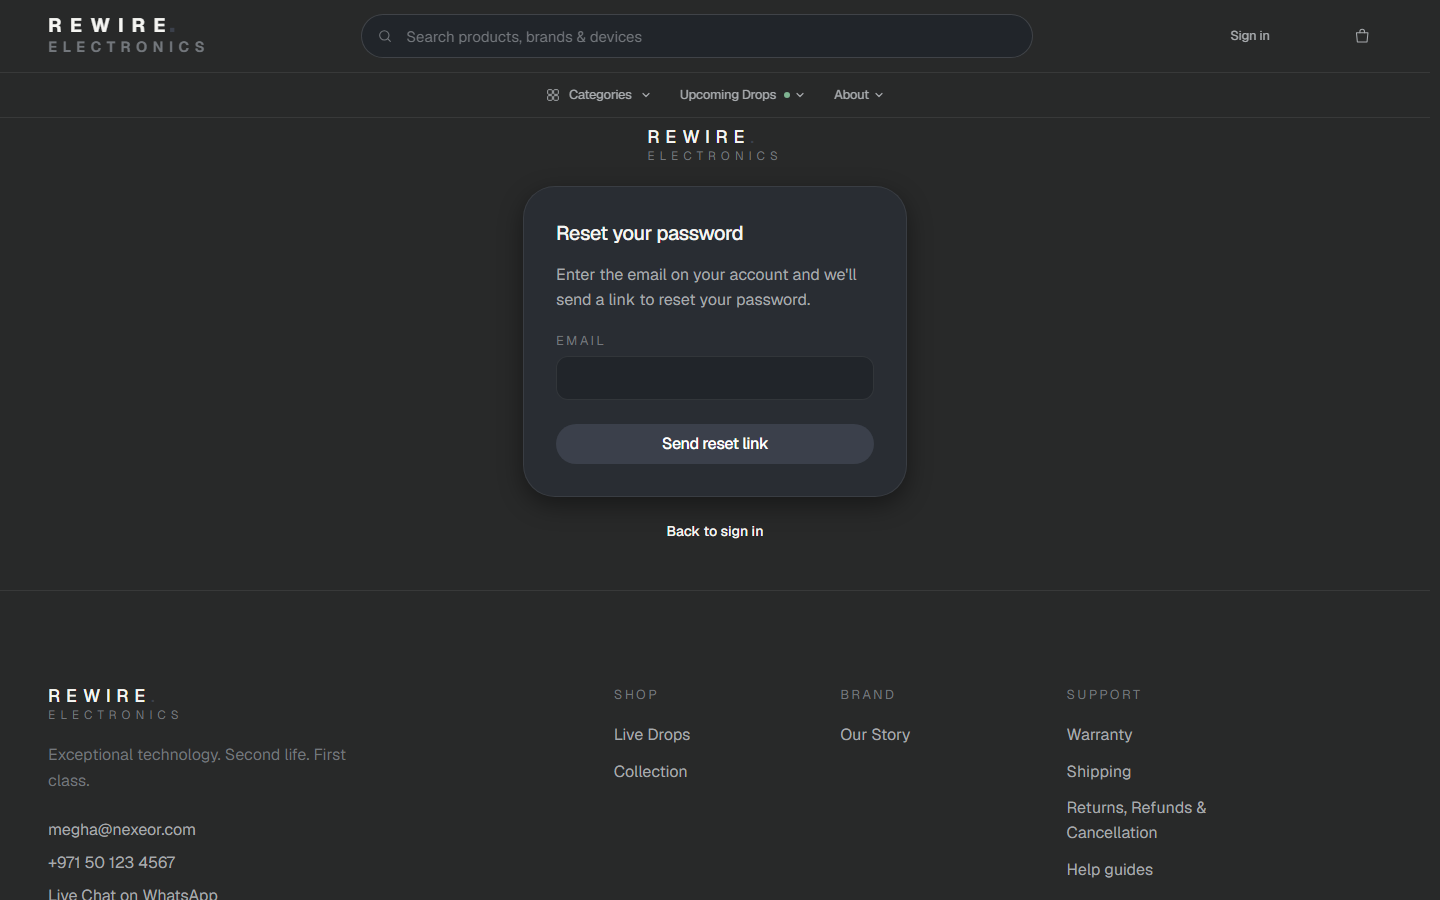 REWIRE.
ELECTRONICS
Search products, brands & devices
Sign in
Categories
Upcoming Drops
About
REWIRE.
ELECTRONICS
Reset your password
Enter the email on your account and we'll
send a link to reset your password.
EMAIL
Send reset link
Back to sign in
REWIRE.
ELECTRONICS
Exceptional technology. Second life. First
class.
megha@nexeor.com
+971 50 123 4567
Live Chat on WhatsApp
SHOP
Live Drops
Collection
BRAND
Our Story
SUPPORT
Warranty
Shipping
Returns, Refunds &
Cancellation
Help guides